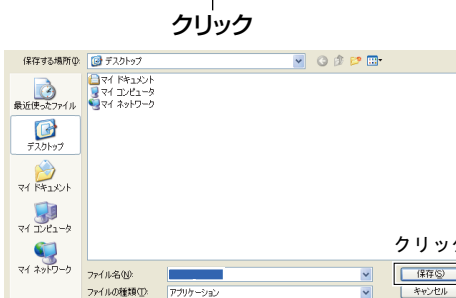 クリック
保存する場所(I): デスクトップ
最近使ったファイル
デスクトップ
マイ ドキュメント
マイ コンピュータ
マイ ネットワーク
マイ ドキュメント
マイ コンピュータ
マイ ネットワーク
クリック
ファイル名(N):
保存(S)
ファイルの種類(T): アプリケーション
キャンセル